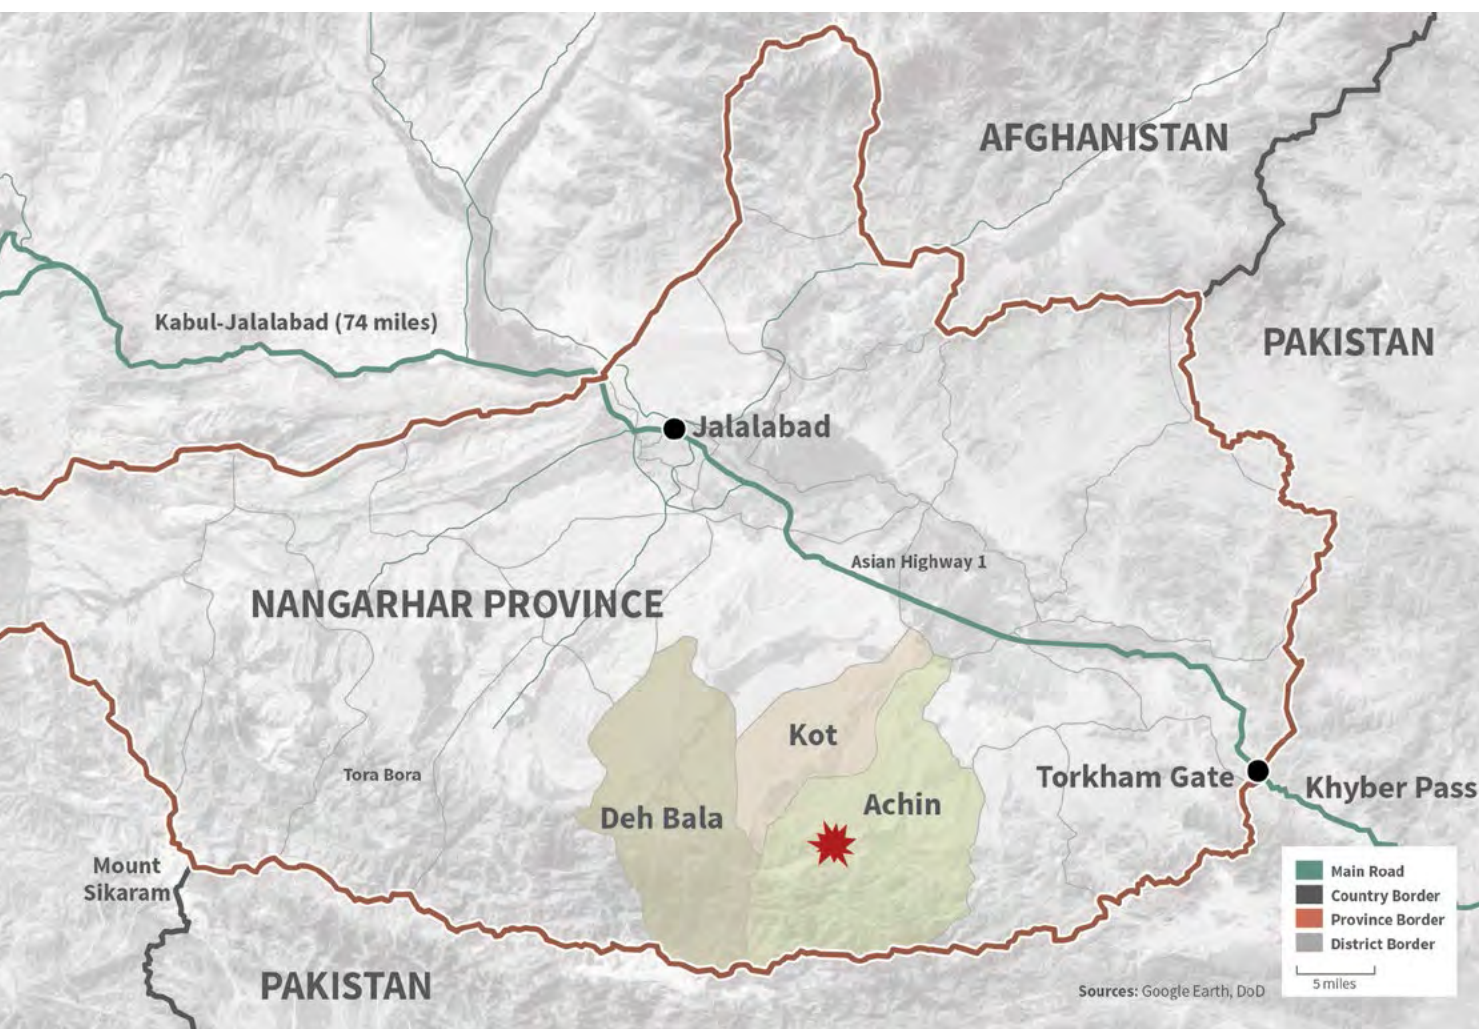 AFGHANISTAN
Kabul-Jalalabad (74 miles)
PAKISTAN
Jalalabad
Asian Highway 1
NANGARHAR PROVINCE
Kot
Tora Bora
Torkham Gate
Khyber Pass
Achin
Deh Bala
Mount
Sikaram
Main Road
Country Border
Province Border
District Border
5 miles
PAKISTAN
Sources: Google Earth, DoD